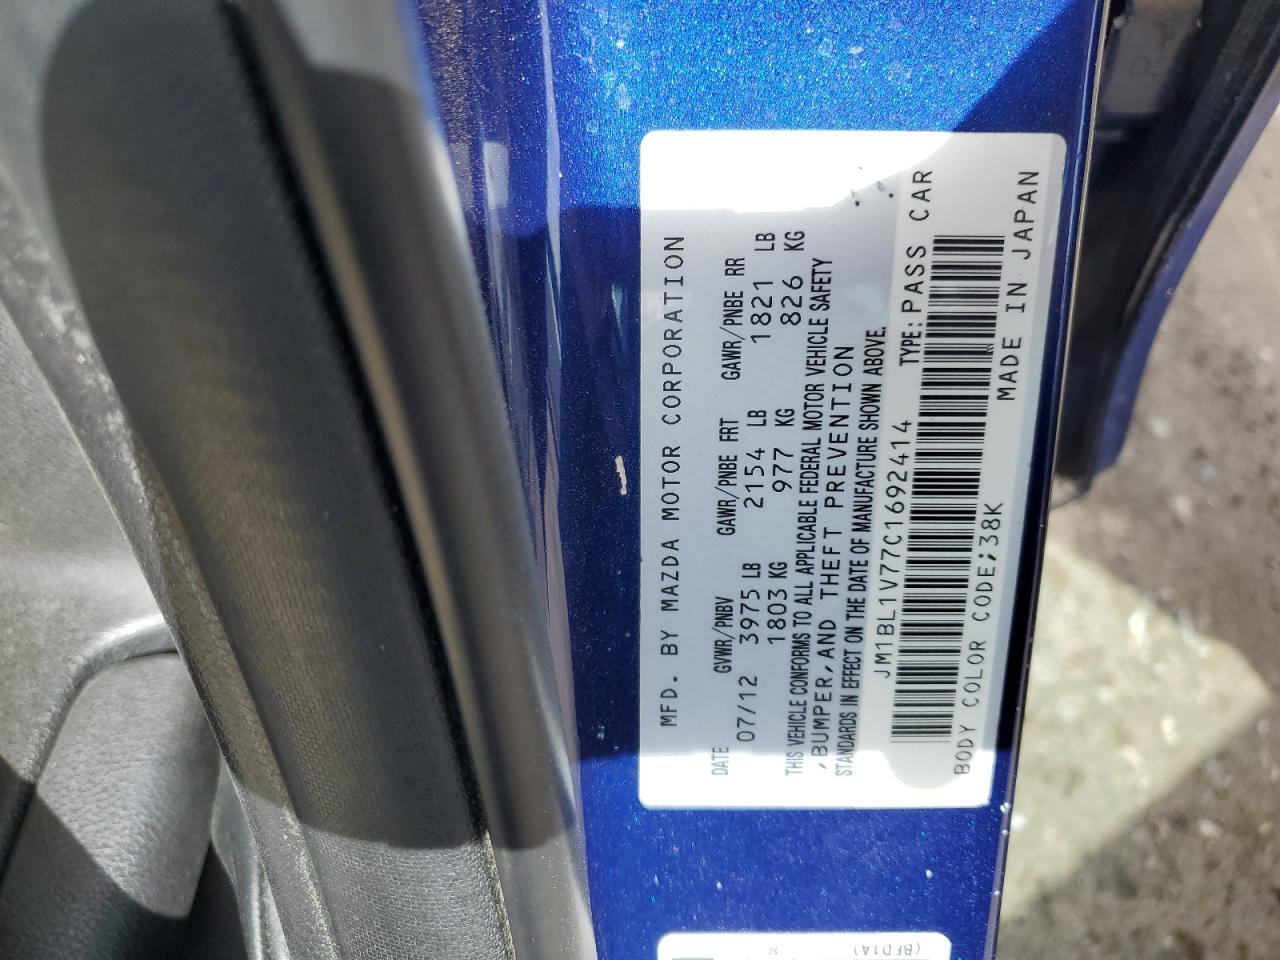 MFD. BY MAZDA MOTOR CORPORATION
DATE GVWR/PNBV GAWR/PNBE FRT GAWR/PNBE RR
07/12 3975 LB 2154 LB 1821 LB
1803 KG 977 KG 826 KG
THIS VEHICLE CONFORMS TO ALL APPLICABLE FEDERAL MOTOR VEHICLE SAFETY
,BUMPER,AND THEFT PREVENTION
STANDARDS IN EFFECT ON THE DATE OF MANUFACTURE SHOWN ABOVE.
JM1BL1V77C1692414 TYPE: PASS CAR
BODY COLOR CODE;38K MADE IN JAPAN
(BFD1A)